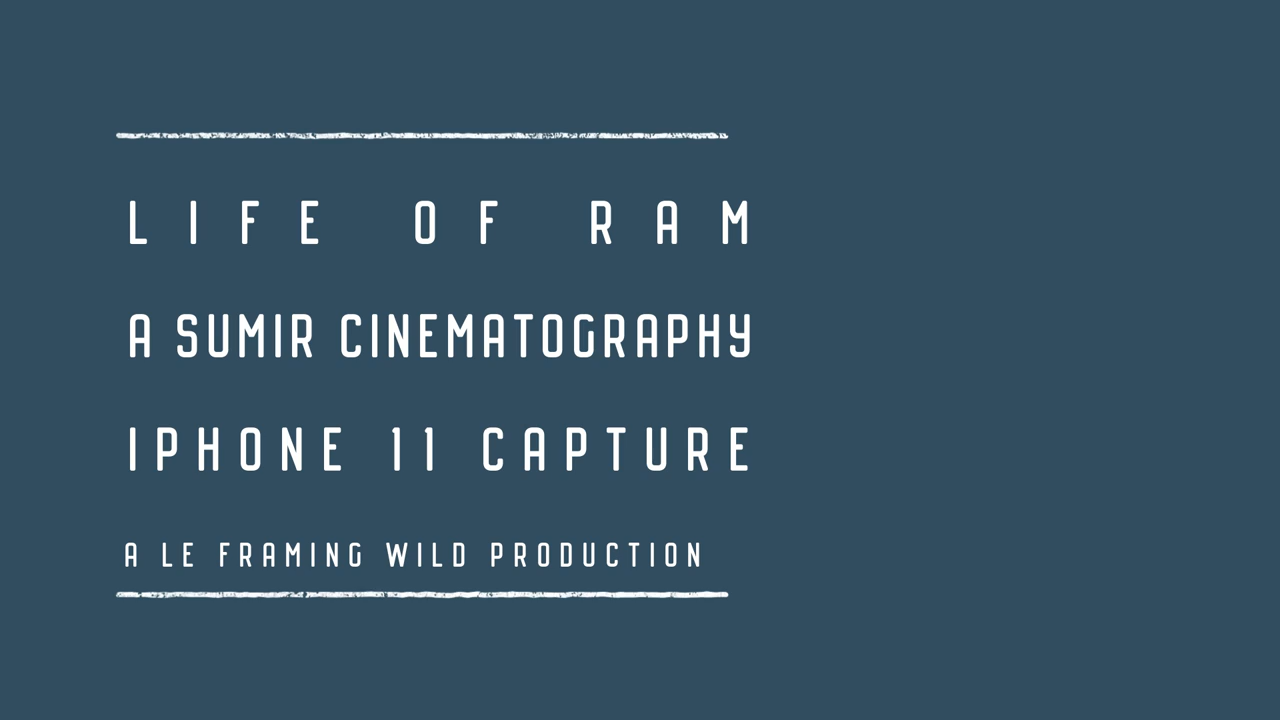 LIFE OF RAM
A SUMIR CINEMATOGRAPHY
IPHONE 11 CAPTURE
A LE FRAMING WILD PRODUCTION